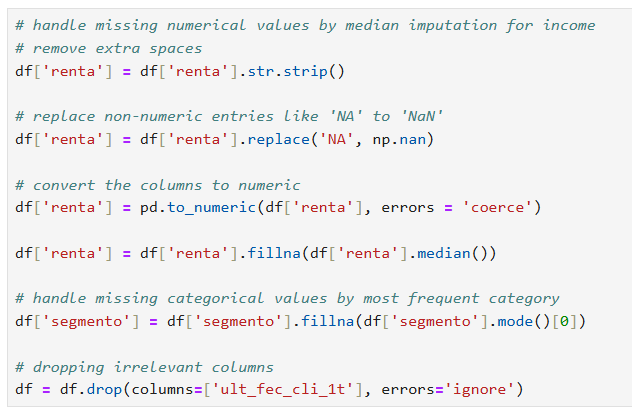 # handle missing numerical values by median imputation for income
# remove extra spaces
df['renta'] = df['renta'].str.strip()
# replace non-numeric entries like 'NA' to 'NaN'
df['renta'] = df['renta'].replace('NA', np.nan)
# convert the columns to numeric
df['renta'] = pd.to_numeric(df['renta'], errors = 'coerce')
df['renta'] = df['renta'].fillna(df['renta'].median())
# handle missing categorical values by most frequent category
df['segmento'] = df['segmento'].fillna(df['segmento'].mode()[0])
# dropping irrelevant columns
df = df.drop(columns=['ult_fec_cli_1t'], errors='ignore')